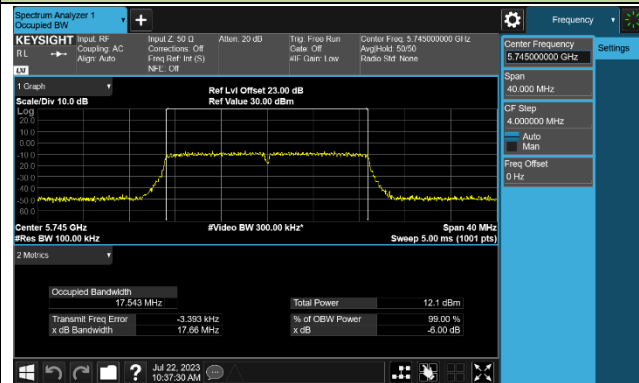 Spectrum Analyzer 1
Occupied BW
Frequency
KEYSIGHT
RL
LXI
Input: RF
Coupling: AC
Align: Auto
Input Z: 50 Ω
Corrections: Off
Freq Ref: Int (S)
NFE: Off
Atten: 20 dB
Trig: Free Run
Gate: Off
#IF Gain: Low
Center Freq: 5.745000000 GHz
Avg|Hold: 50/50
Radio Std: None
Center Frequency
5.745000000 GHz
Settings
Span
40.000 MHz
CF Step
4.000000 MHz
Auto
Man
Freq Offset
0 Hz
1 Graph
Scale/Div 10.0 dB
Ref Lvl Offset 23.00 dB
Ref Value 30.00 dBm
Log
20.0
10.0
0.00
-10.0
-20.0
-30.0
-40.0
-50.0
-60.0
Center 5.745 GHz
#Res BW 100.00 kHz
#Video BW 300.00 kHz*
Span 40 MHz
Sweep 5.00 ms (1001 pts)
2 Metrics
Occupied Bandwidth
17.543 MHz
Total Power 12.1 dBm
Transmit Freq Error -3.393 kHz
% of OBW Power 99.00 %
x dB Bandwidth 17.66 MHz
x dB -6.00 dB
?
Jul 22, 2023
10:37:30 AM